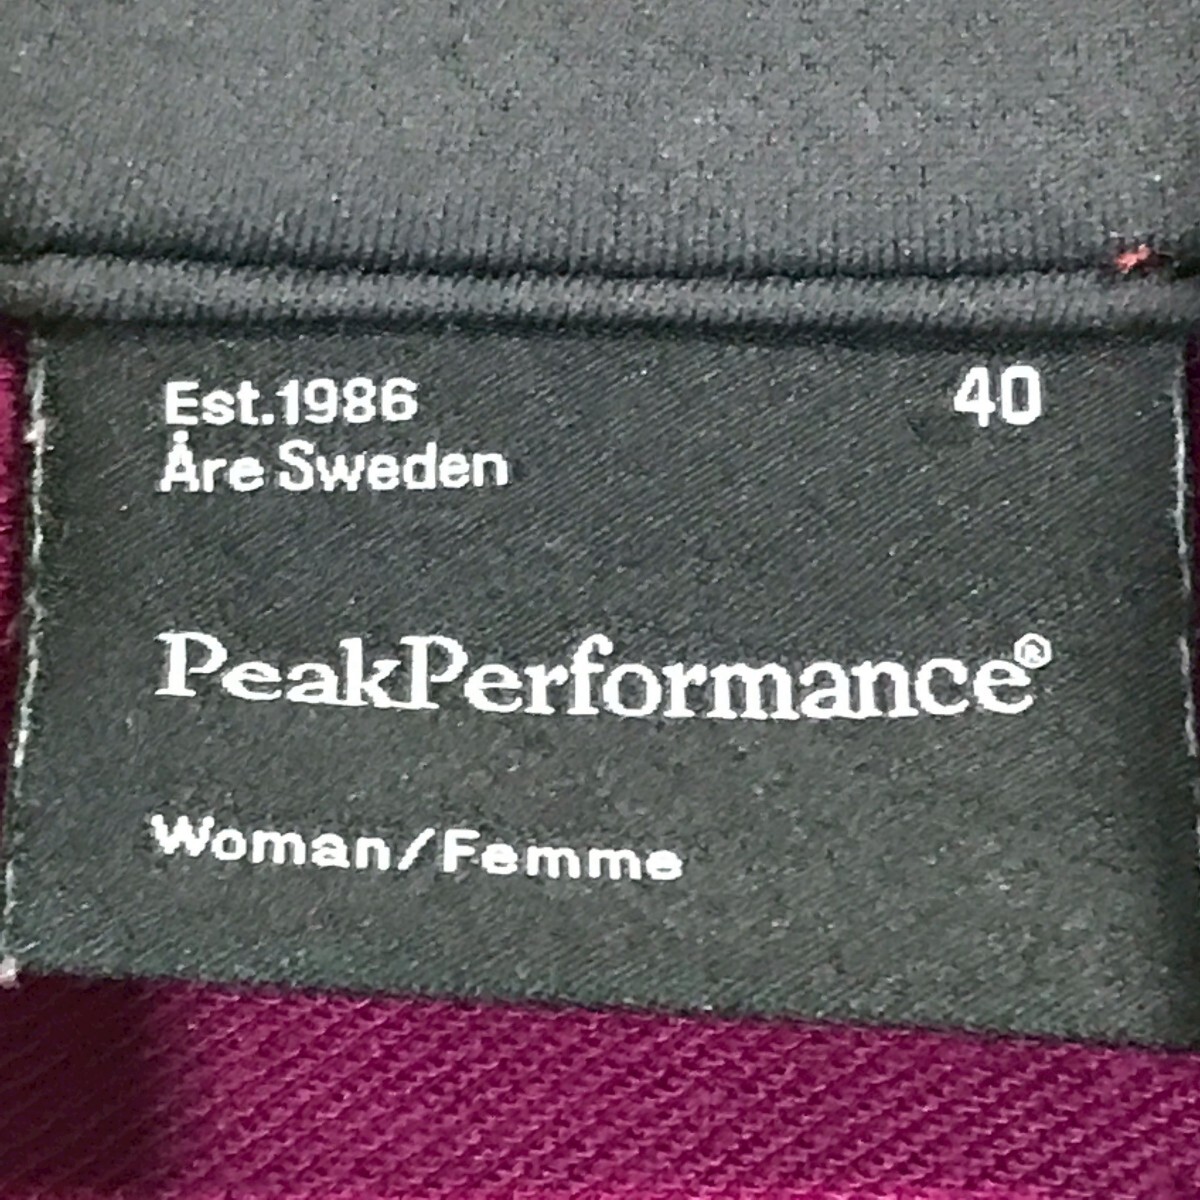 Est.1986
40
Åre Sweden
PeakPerformance®
Woman/Femme